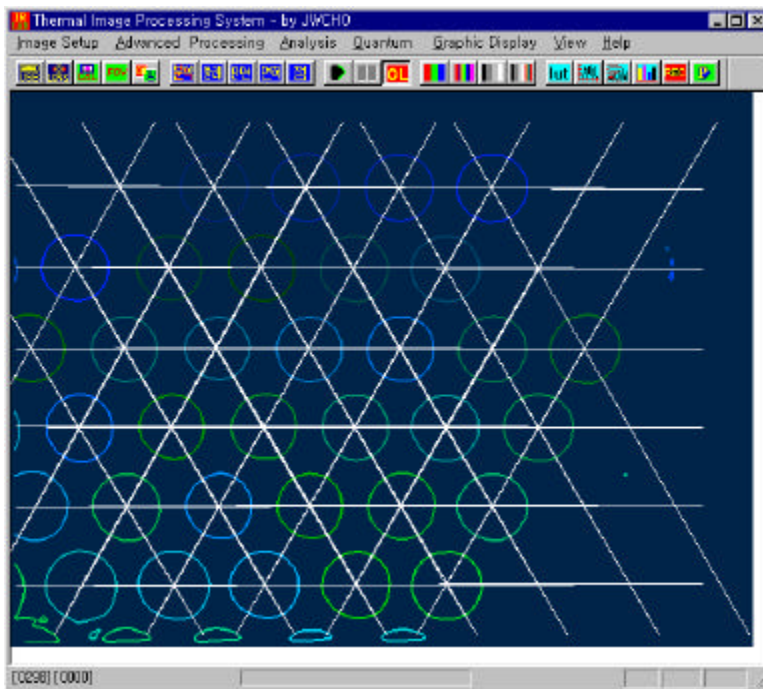 Thermal Image Processing System - by JWCHO
Image Setup Advanced Processing Analysis Quantum Graphic Display View Help
OL lut
[0298] [0000]